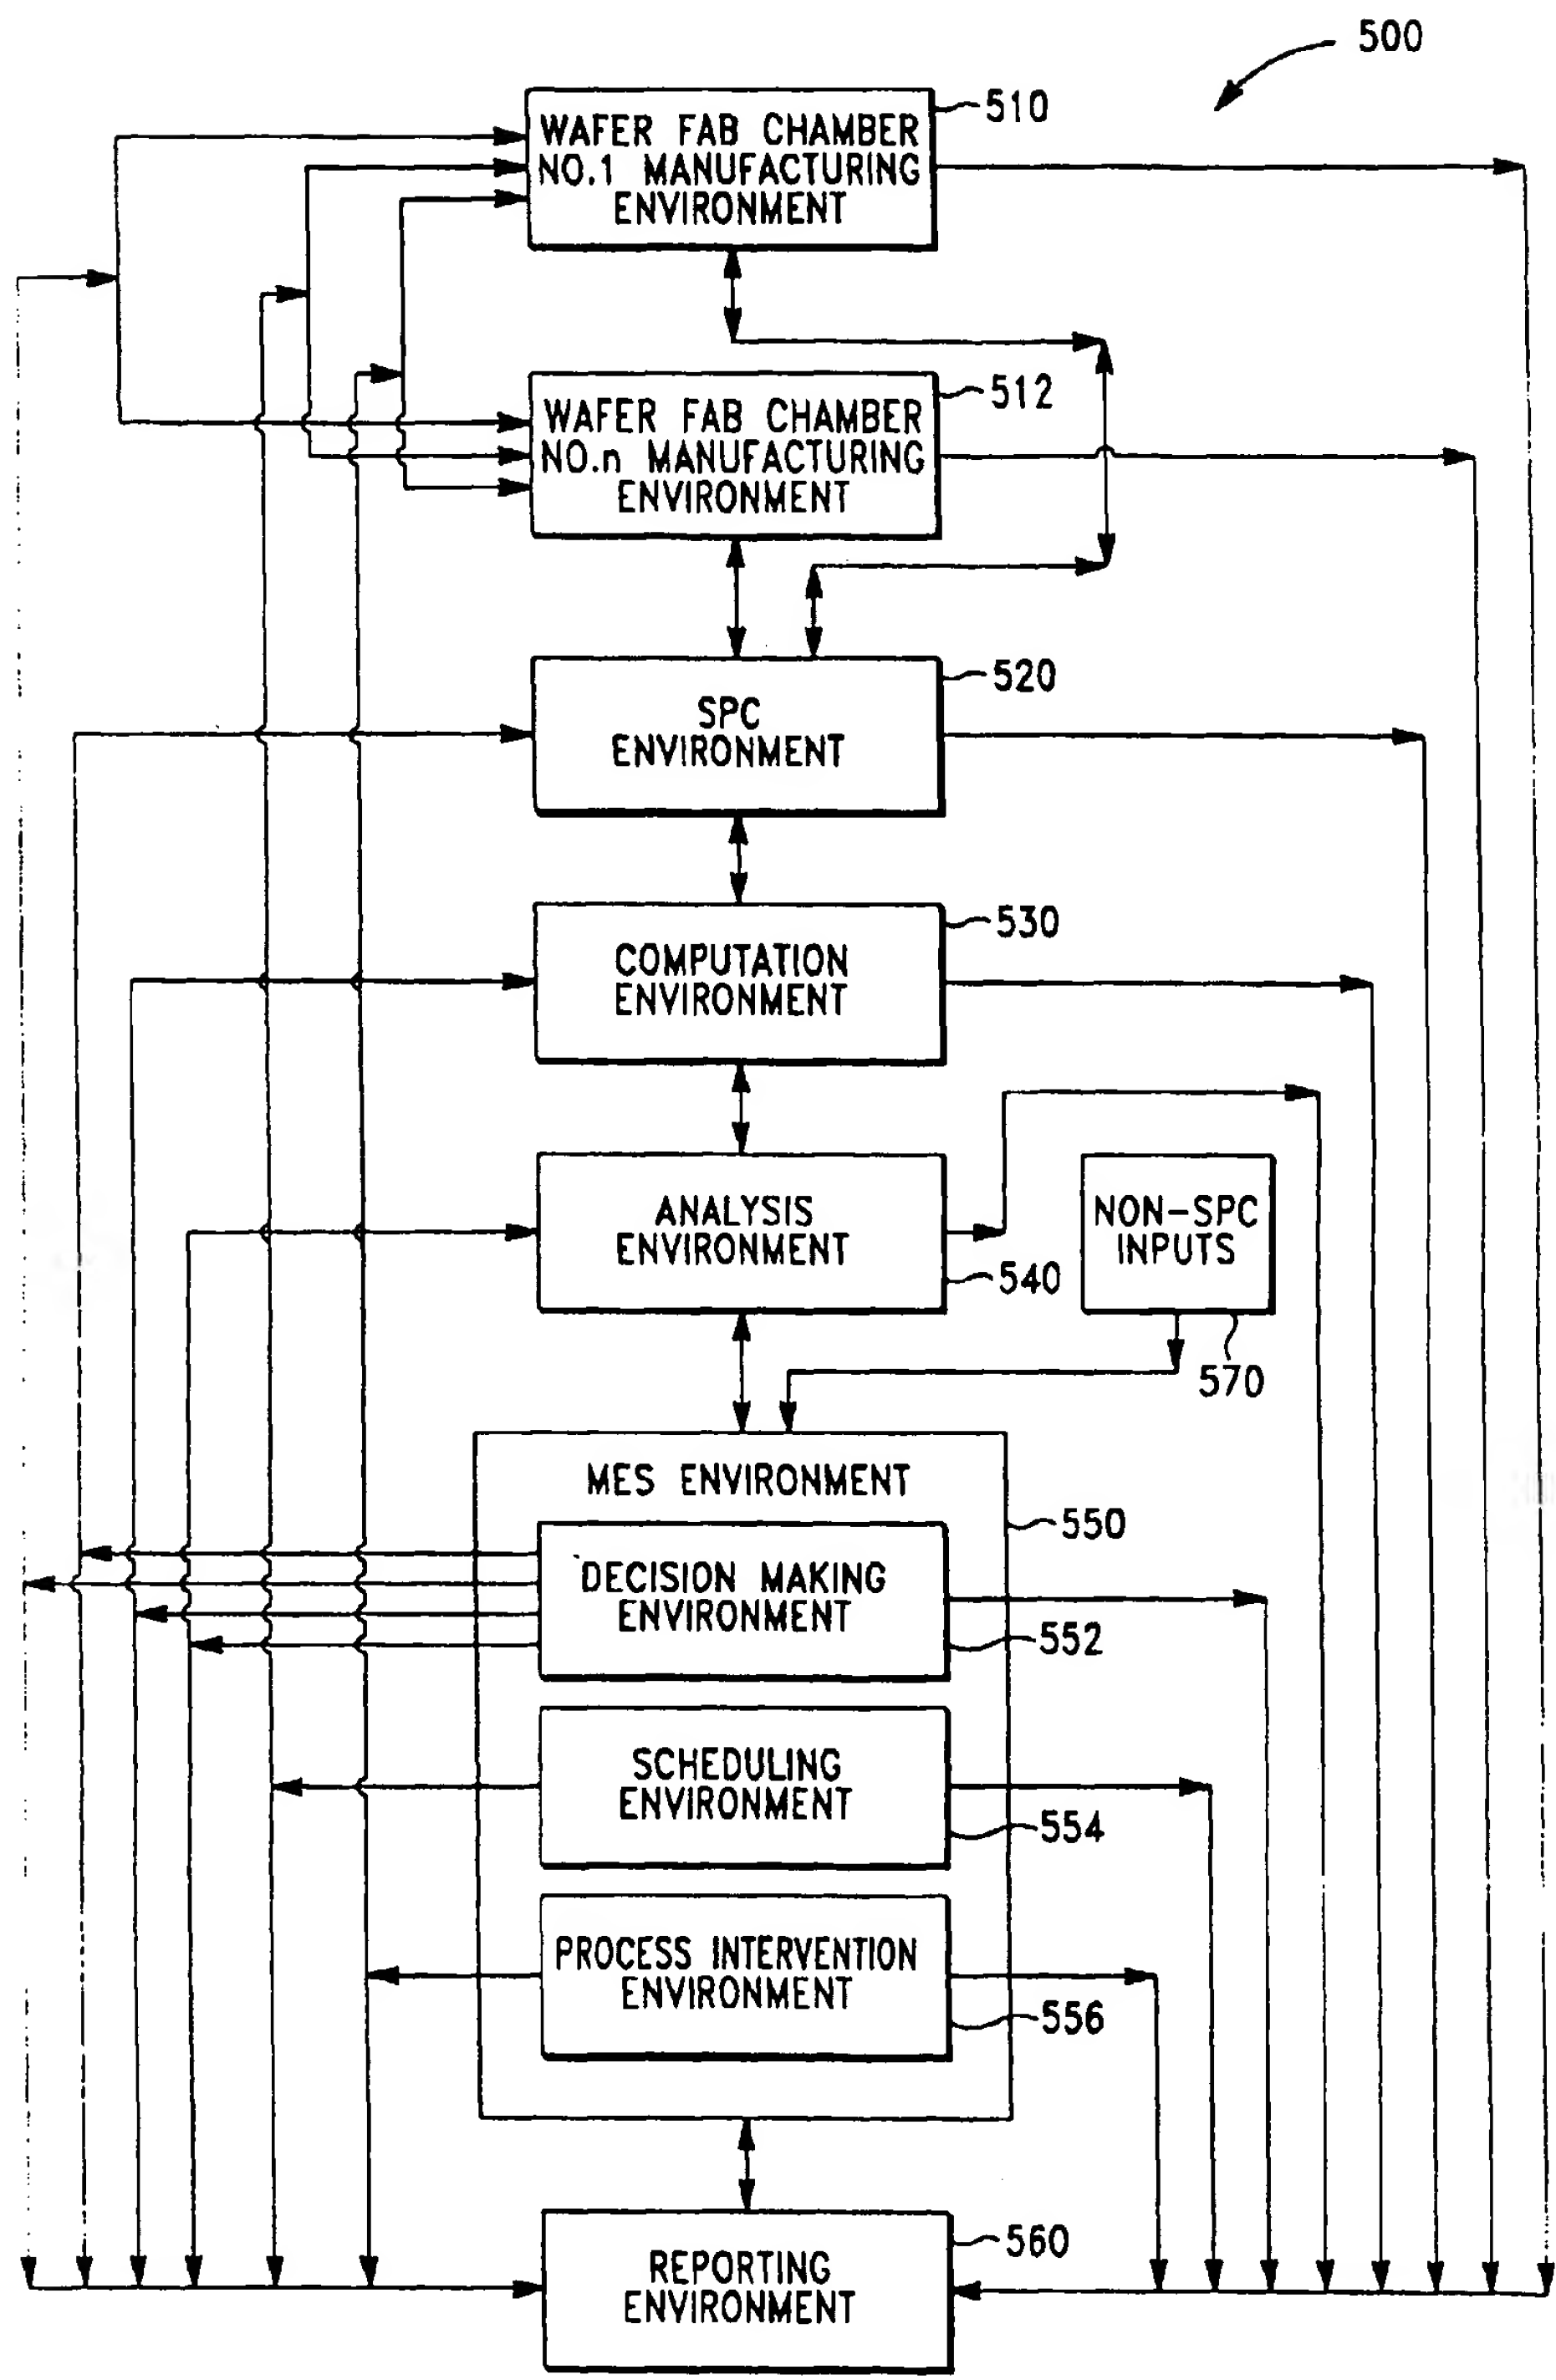 500
510
WAFER FAB CHAMBER
NO.1 MANUFACTURING
ENVIRONMENT
512
WAFER FAB CHAMBER
NO.n MANUFACTURING
ENVIRONMENT
520
SPC
ENVIRONMENT
530
COMPUTATION
ENVIRONMENT
ANALYSIS
ENVIRONMENT
540
NON-SPC
INPUTS
570
MES ENVIRONMENT
550
DECISION MAKING
ENVIRONMENT
552
SCHEDULING
ENVIRONMENT
554
PROCESS INTERVENTION
ENVIRONMENT
556
560
REPORTING
ENVIRONMENT